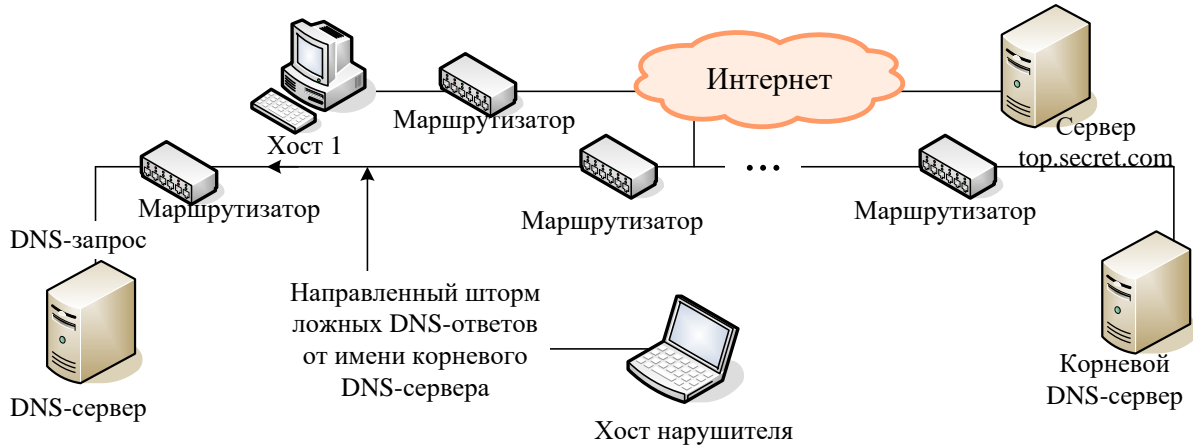 Интернет
Маршрутизатор
Хост 1
Сервер
top.secret.com
Маршрутизатор
Маршрутизатор
Маршрутизатор
DNS-запрос
Направленный шторм
ложных DNS-ответов
от имени корневого
DNS-сервера
DNS-сервер
Хост нарушителя
Корневой
DNS-сервер
...